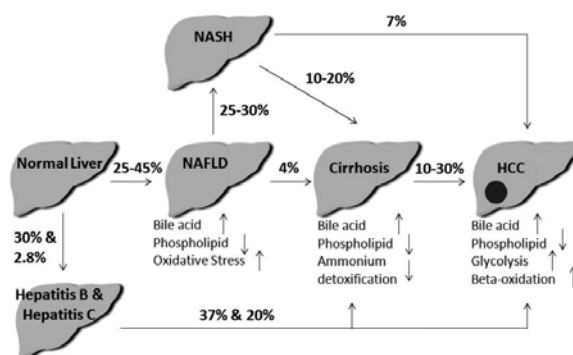 7%
NASH
10-20%
25-30%
Normal Liver
25-45%
NAFLD
4%
Cirrhosis
10-30%
HCC
30% &
2.8%
Bile acid ↑
Phospholipid ↓
Oxidative Stress ↑
Bile acid ↑
Phospholipid ↓
Ammonium
detoxification ↓
Bile acid ↑
Phospholipid ↓
Glycolysis ↑
Beta-oxidation ↑
Hepatitis B &
Hepatitis C
37% & 20%